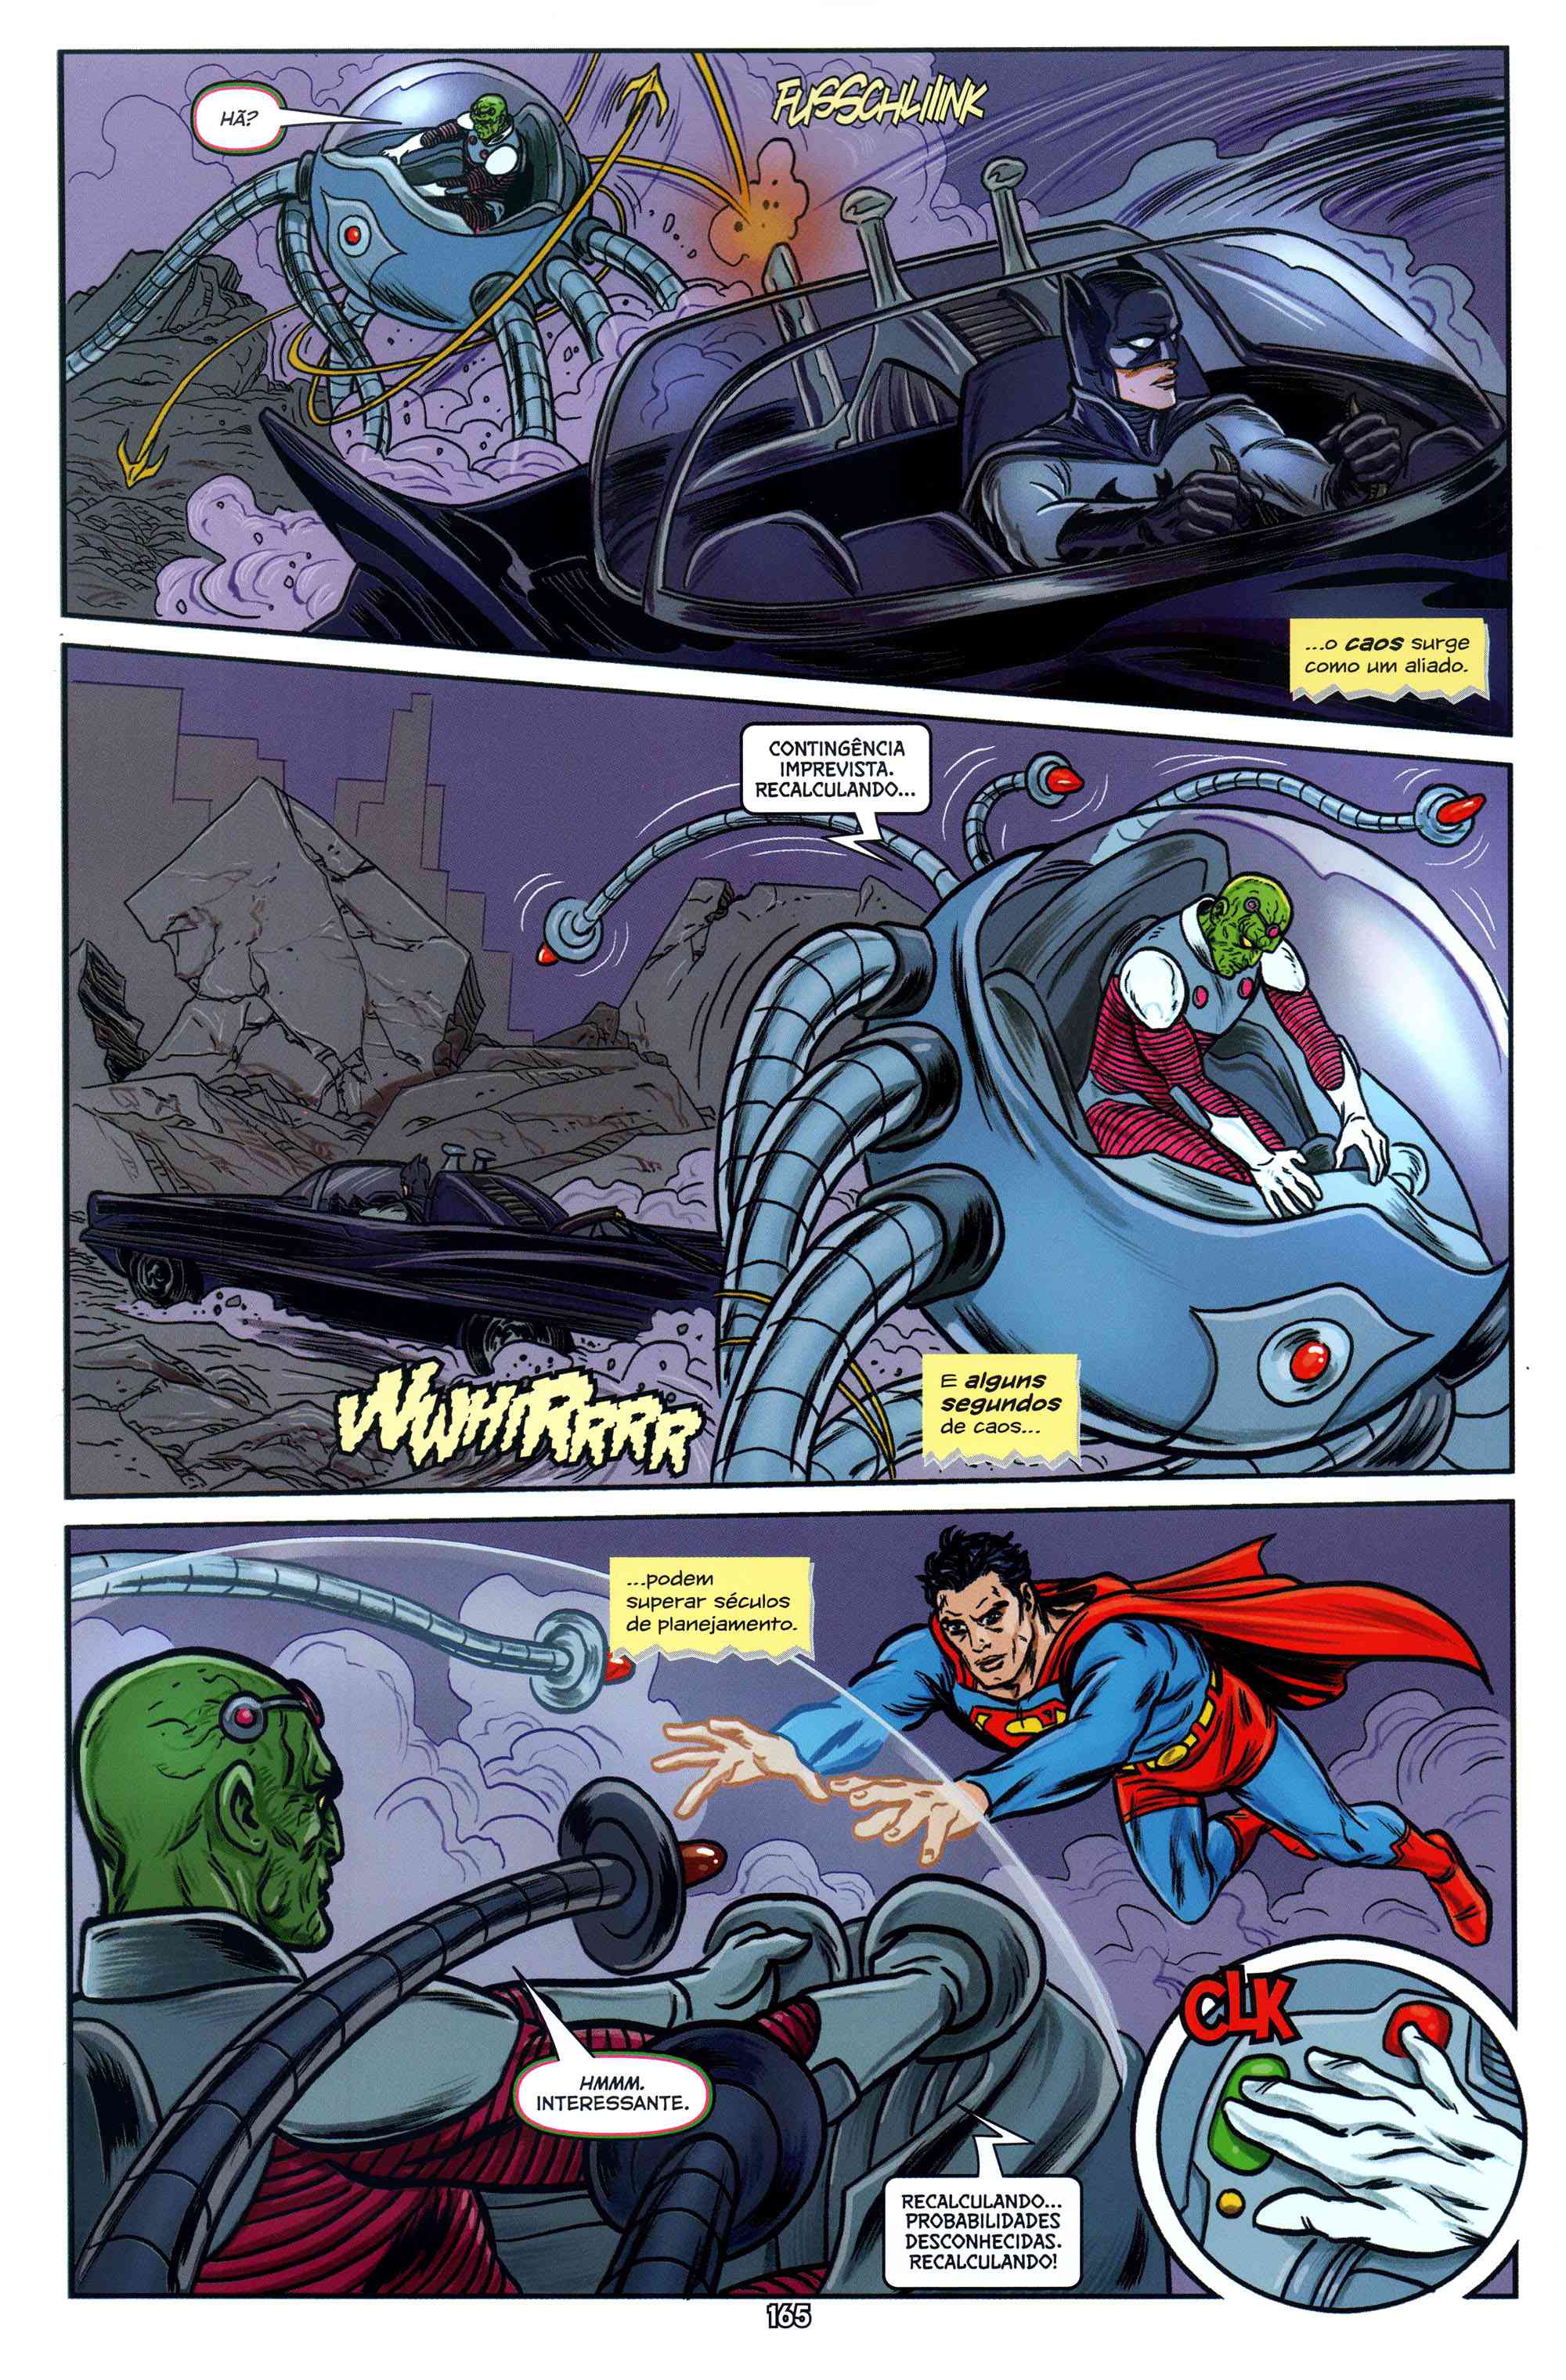 HÃ?
FUSSCHLIIINK
...o caos surge
como um aliado.
CONTINGÊNCIA
IMPREVISTA.
RECALCULANDO...
WWHIRRRR
E alguns
segundos
de caos...
...podem
superar séculos
de planejamento.
HMMM.
INTERESSANTE.
CLK
RECALCULANDO...
PROBABILIDADES
DESCONHECIDAS.
RECALCULANDO!
165